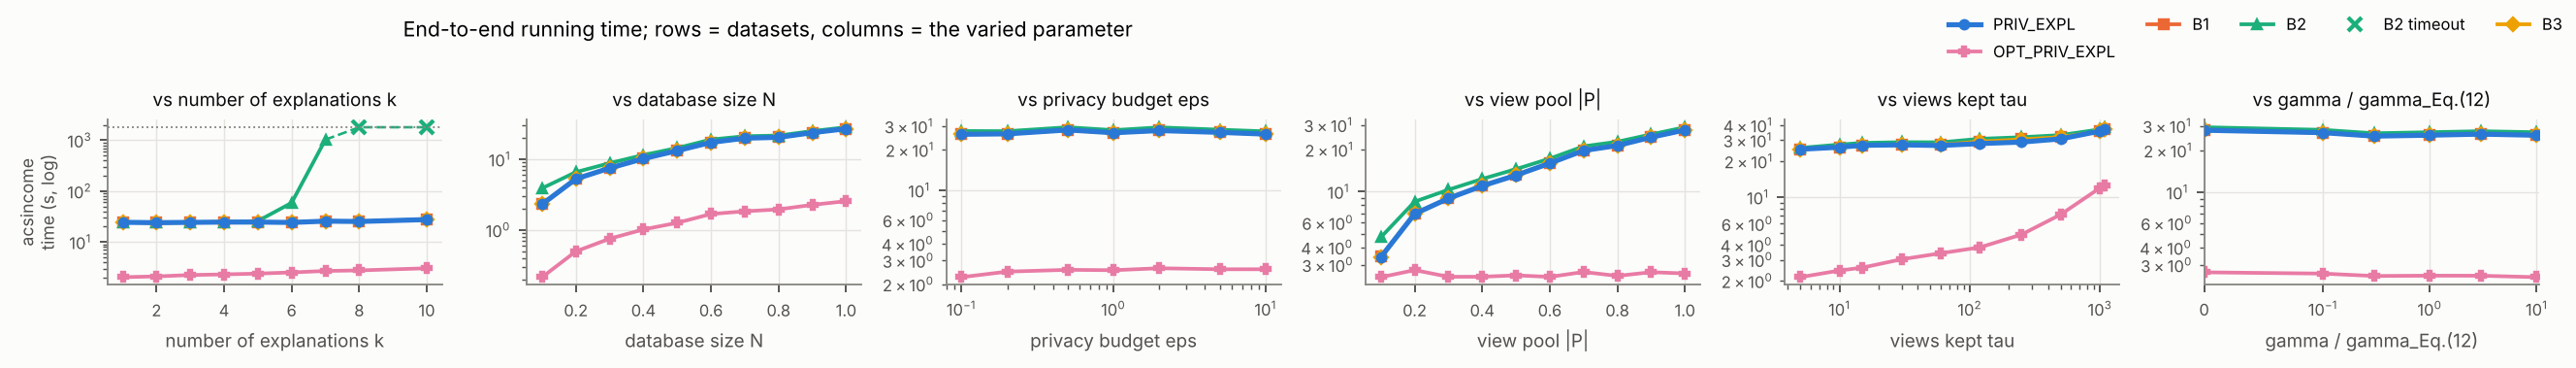 End-to-end running time; rows = datasets, columns = the varied parameter
PRIV_EXPL
B1
B2
B2 timeout
B3
OPT_PRIV_EXPL
vs number of explanations k
acsincome
time (s, log)
10³
10²
10¹
2 4 6 8 10
number of explanations k
vs database size N
10¹
10⁰
0.2 0.4 0.6 0.8 1.0
database size N
vs privacy budget eps
3 × 10¹
2 × 10¹
10¹
6 × 10⁰
4 × 10⁰
3 × 10⁰
2 × 10⁰
10⁻¹ 10⁰ 10¹
privacy budget eps
vs view pool |P|
3 × 10¹
2 × 10¹
10¹
6 × 10⁰
4 × 10⁰
3 × 10⁰
0.2 0.4 0.6 0.8 1.0
view pool |P|
vs views kept tau
4 × 10¹
3 × 10¹
2 × 10¹
10¹
6 × 10⁰
4 × 10⁰
3 × 10⁰
2 × 10⁰
10¹ 10² 10³
views kept tau
vs gamma / gamma_Eq.(12)
3 × 10¹
2 × 10¹
10¹
6 × 10⁰
4 × 10⁰
3 × 10⁰
0 10⁻¹ 10⁰ 10¹
gamma / gamma_Eq.(12)